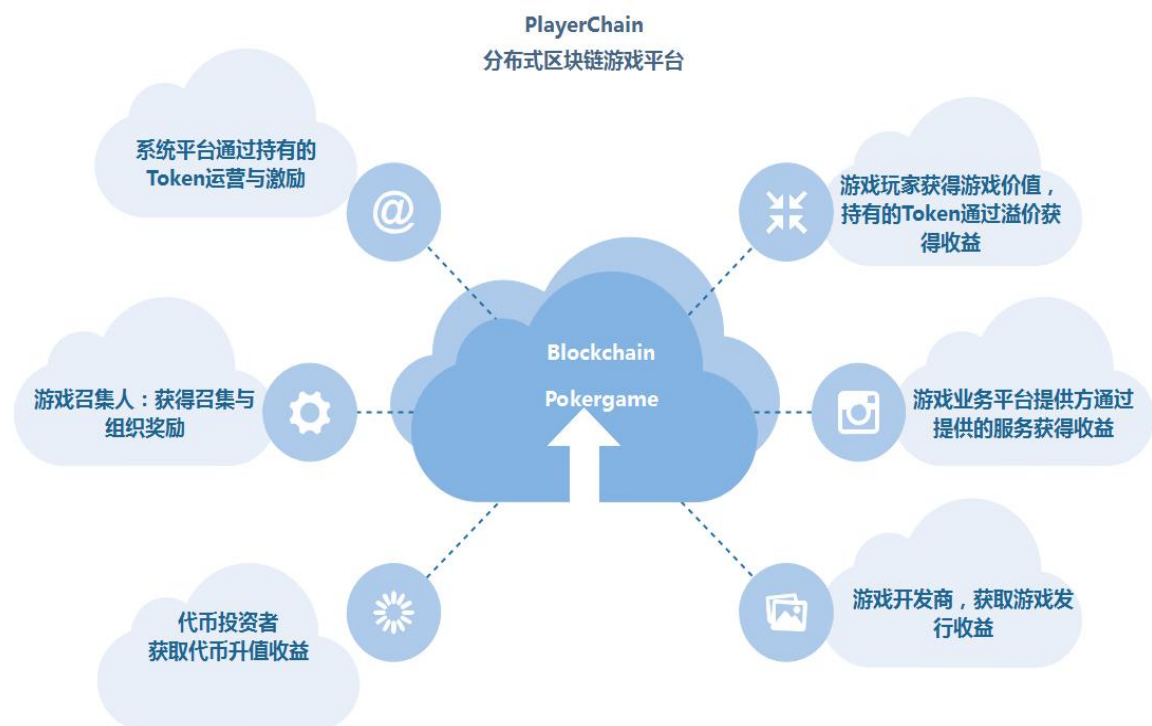 PlayerChain
分布式区块链游戏平台
系统平台通过持有的
Token运营与激励
游戏玩家获得游戏价值，
持有的Token通过溢价获
得收益
Blockchain
Pokergame
游戏召集人：获得召集与
组织奖励
游戏业务平台提供方通过
提供的服务获得收益
代币投资者
获取代币升值收益
游戏开发商，获取游戏发
行收益